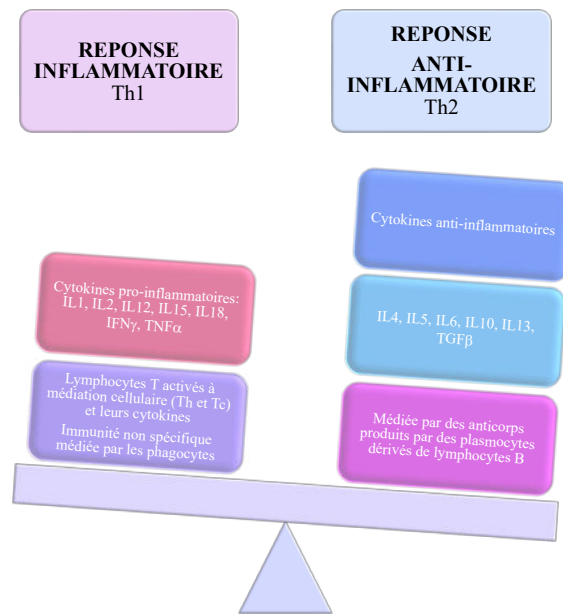 REPONSE
INFLAMMATOIRE
Th1
REPONSE
ANTI-
INFLAMMATOIRE
Th2
Cytokines pro-inflammatoires:
IL1, IL2, IL12, IL15, IL18,
IFNγ, TNFα
Lymphocytes T activés à
médiation cellulaire (Th et Tc)
et leurs cytokines
Immunité non spécifique
médiée par les phagocytes
Cytokines anti-inflammatoires
IL4, IL5, IL6, IL10, IL13,
TGFβ
Médiée par des anticorps
produits par des plasmocytes
dérivés de lymphocytes B